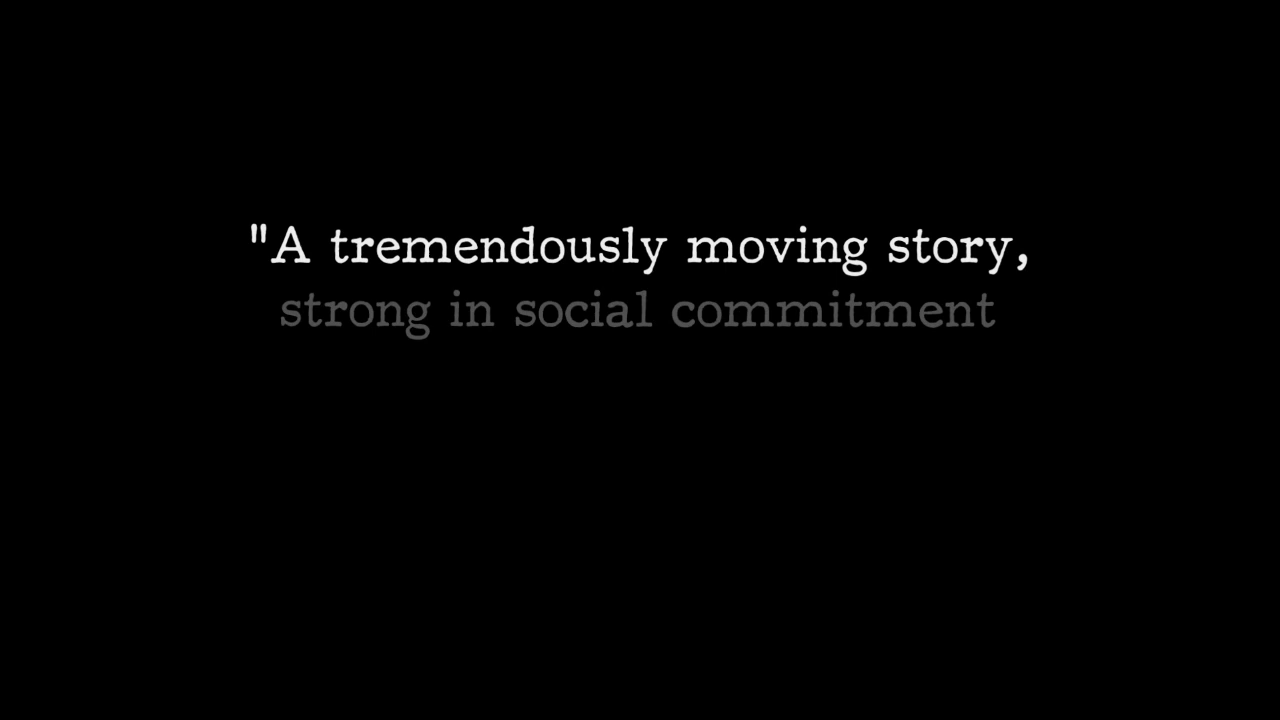 "A tremendously moving story,
strong in social commitment